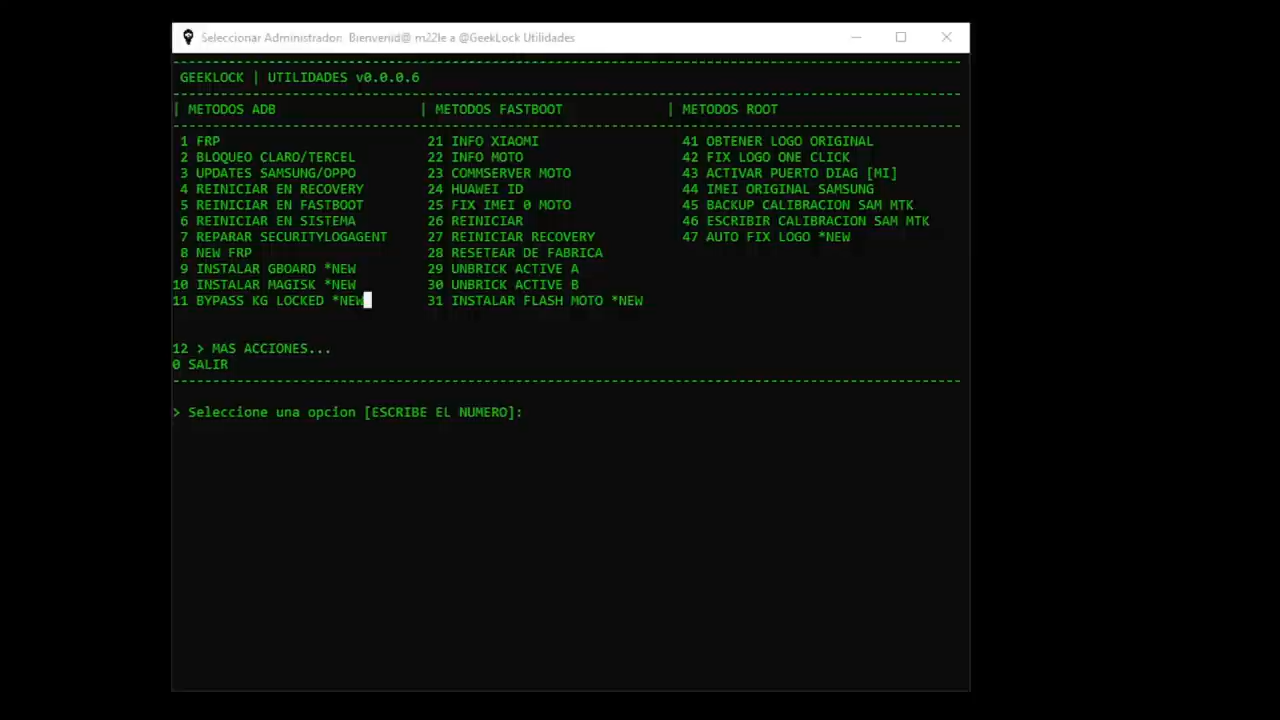 Seleccionar Administrador: Bienvenid@ m22le a @GeekLock Utilidades
GEEKLOCK | UTILIDADES v0.0.0.6
| METODOS ADB | METODOS FASTBOOT | METODOS ROOT
1 FRP 21 INFO XIAOMI 41 OBTENER LOGO ORIGINAL
2 BLOQUEO CLARO/TERCEL 22 INFO MOTO 42 FIX LOGO ONE CLICK
3 UPDATES SAMSUNG/OPPO 23 COMMSERVER MOTO 43 ACTIVAR PUERTO DIAG [MI]
4 REINICIAR EN RECOVERY 24 HUAWEI ID 44 IMEI ORIGINAL SAMSUNG
5 REINICIAR EN FASTBOOT 25 FIX IMEI 0 MOTO 45 BACKUP CALIBRACION SAM MTK
6 REINICIAR EN SISTEMA 26 REINICIAR 46 ESCRIBIR CALIBRACION SAM MTK
7 REPARAR SECURITYLOGAGENT 27 REINICIAR RECOVERY 47 AUTO FIX LOGO *NEW
8 NEW FRP 28 RESETEAR DE FABRICA
9 INSTALAR GBOARD *NEW 29 UNBRICK ACTIVE A
10 INSTALAR MAGISK *NEW 30 UNBRICK ACTIVE B
11 BYPASS KG LOCKED *NEW 31 INSTALAR FLASH MOTO *NEW
12 > MAS ACCIONES...
0 SALIR
> Seleccione una opcion [ESCRIBE EL NUMERO]: